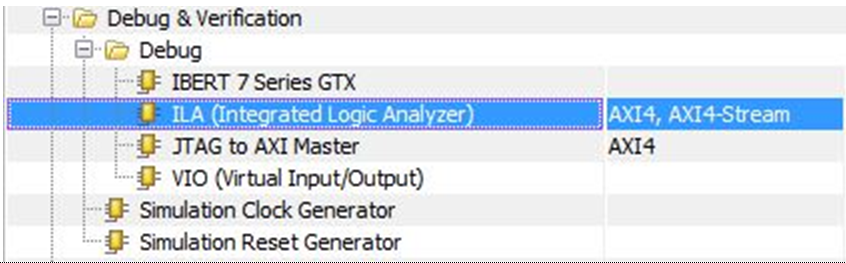 Debug & Verification
Debug
IBERT 7 Series GTX
ILA (Integrated Logic Analyzer) AXI4, AXI4-Stream
JTAG to AXI Master AXI4
VIO (Virtual Input/Output)
Simulation Clock Generator
Simulation Reset Generator